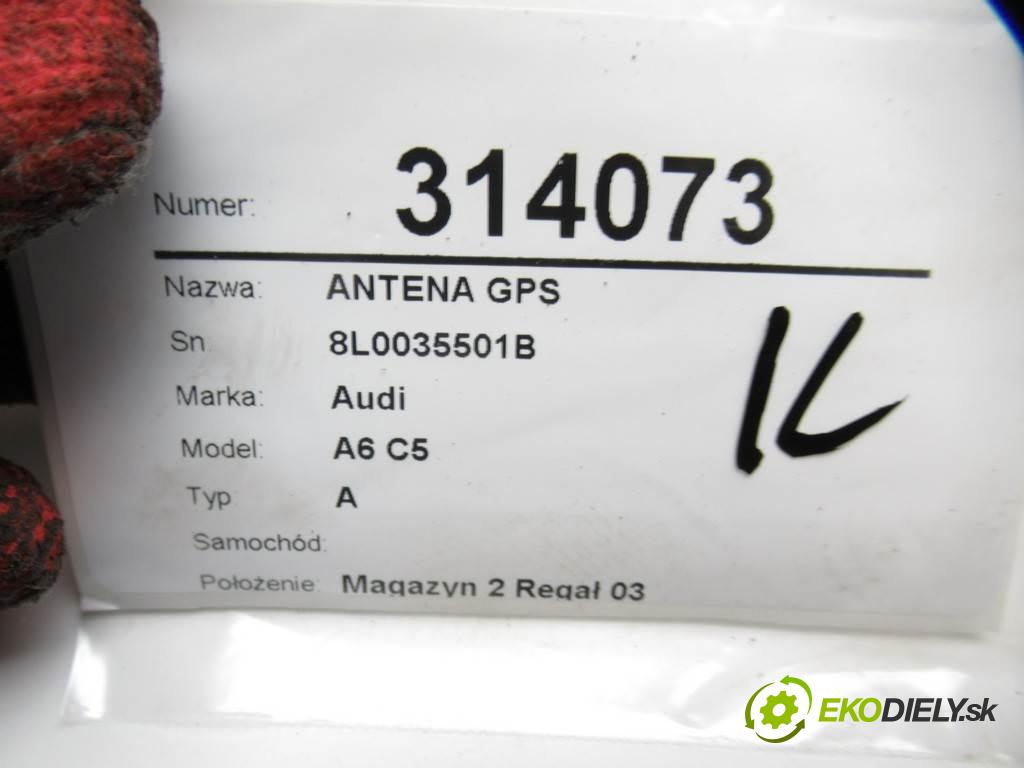 Numer: 314073
Nazwa: ANTENA GPS
Sn 8L0035501B
Marka: Audi
Model: A6 C5
Typ A
Samochód:
Położenie: Magazyn 2 Regał 03
EKODIELY.sk